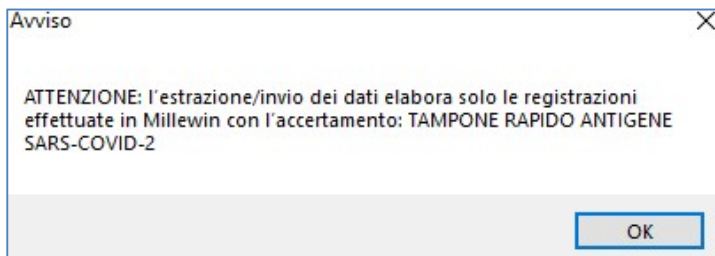 Avviso
ATTENZIONE: l'estrazione/invio dei dati elabora solo le registrazioni
effettuate in Millewin con l'accertamento: TAMPONE RAPIDO ANTIGENE
SARS-COVID-2
OK